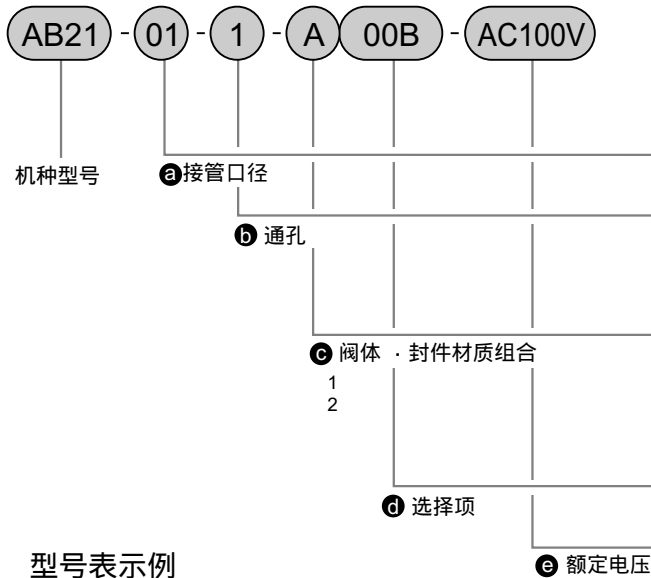 AB21 - 01 - 1 - A 00B - AC100V
机种型号
a接管口径
b 通孔
c 阀体 · 封件材质组合
1
2
d 选择项
e 额定电压
型号表示例